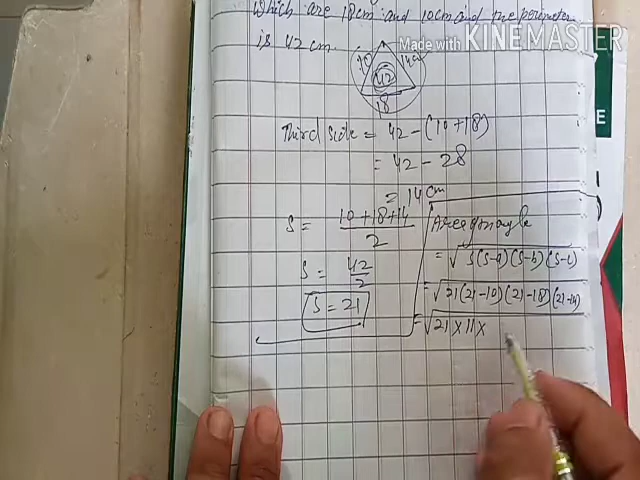 which are 18cm and 10cm and the perimeter
is 42 cm.
Made with KINEMASTER
10
14cm
42
18
Third side = 42 - (10+18)
= 42 - 28
= 14cm
S = 10+18+14
2
S = 42
2
S = 21
Area of triangle
= √S(S-a)(S-b)(S-c)
= √21(21-10)(21-18)(21-14)
= √21×11×
E